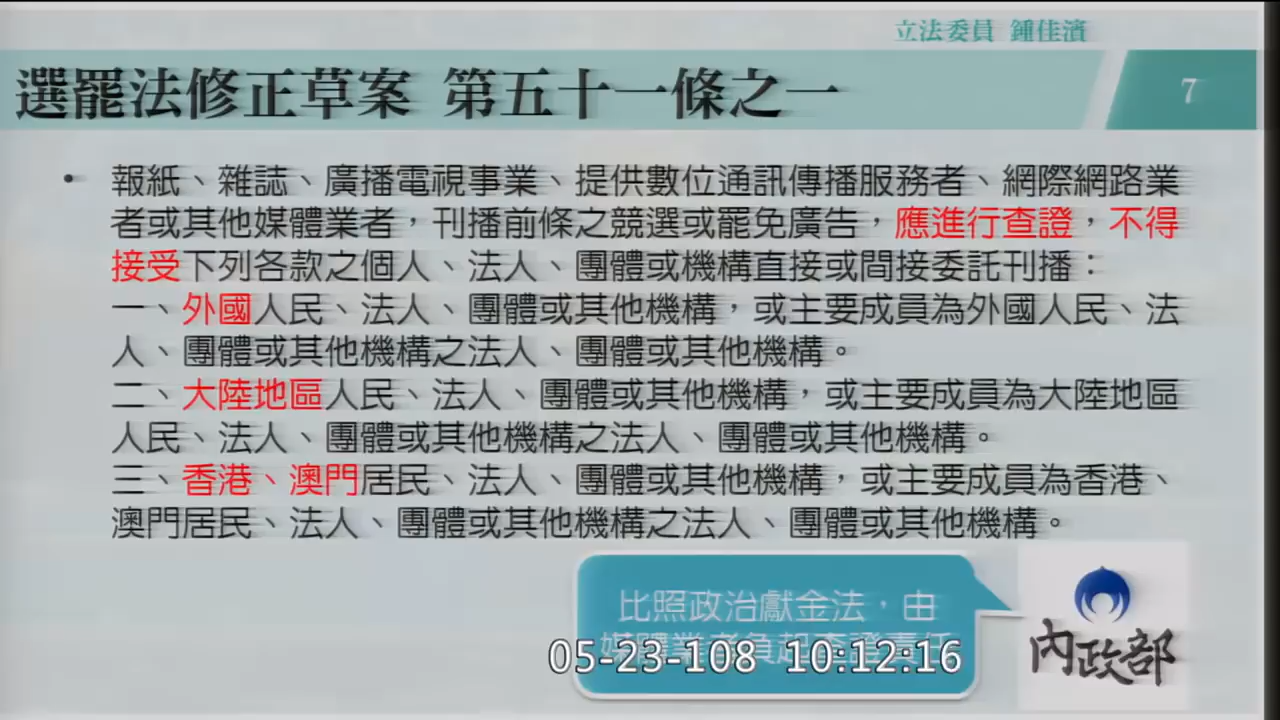 立法委員 鍾佳濱
選罷法修正草案 第五十一條之一
7
• 報紙、雜誌、廣播電視事業、提供數位通訊傳播服務者、網際網路業
者或其他媒體業者，刊播前條之競選或罷免廣告，應進行查證，不得
接受下列各款之個人、法人、團體或機構直接或間接委託刊播：
一、外國人民、法人、團體或其他機構，或主要成員為外國人民、法
人、團體或其他機構之法人、團體或其他機構。
二、大陸地區人民、法人、團體或其他機構，或主要成員為大陸地區
人民、法人、團體或其他機構之法人、團體或其他機構。
三、香港、澳門居民、法人、團體或其他機構，或主要成員為香港、
澳門居民、法人、團體或其他機構之法人、團體或其他機構。
比照政治獻金法，由
媒體業者負起查證責任
05-23-108 10:12:16
內政部